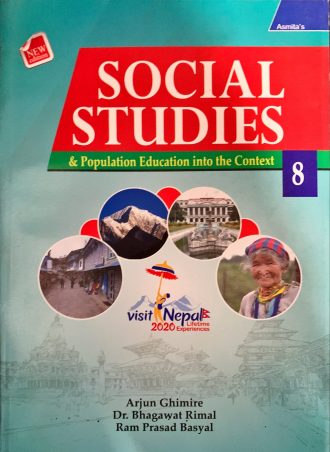 Asmita's
NEW
edition
SOCIAL
STUDIES
& Population Education into the Context
8
visit Nepal
2020 Lifetime
Experiences
Arjun Ghimire
Dr. Bhagawat Rimal
Ram Prasad Basyal